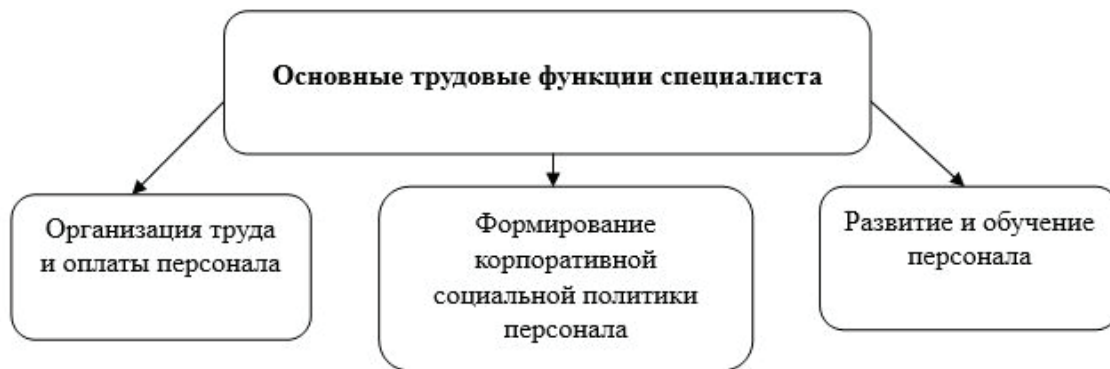 Основные трудовые функции специалиста
Организация труда
и оплаты персонала
Формирование
корпоративной
социальной политики
персонала
Развитие и обучение
персонала